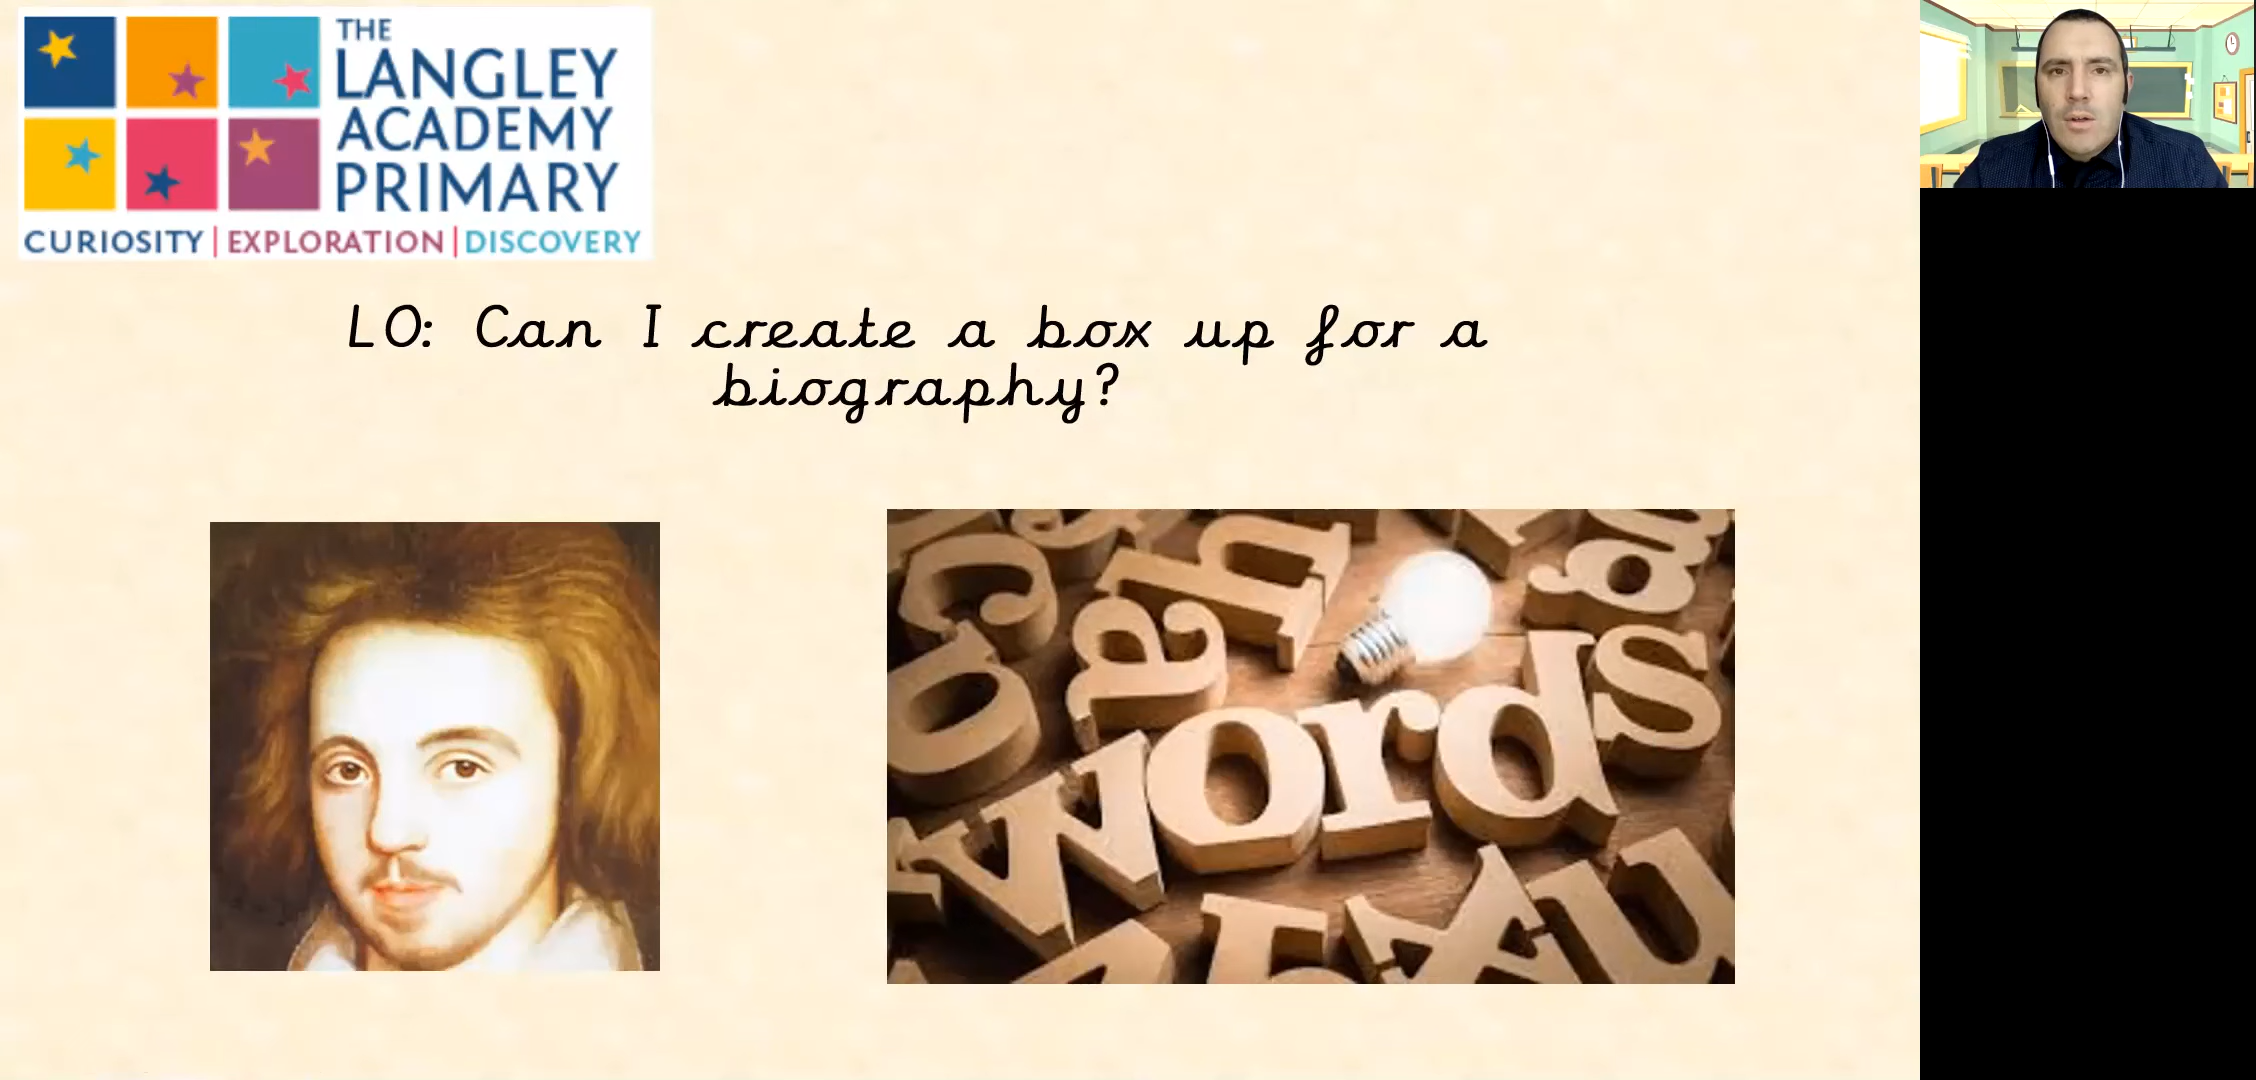 THE
LANGLEY
ACADEMY
PRIMARY
CURIOSITY | EXPLORATION | DISCOVERY
LO: Can I create a box up for a
biography?
words